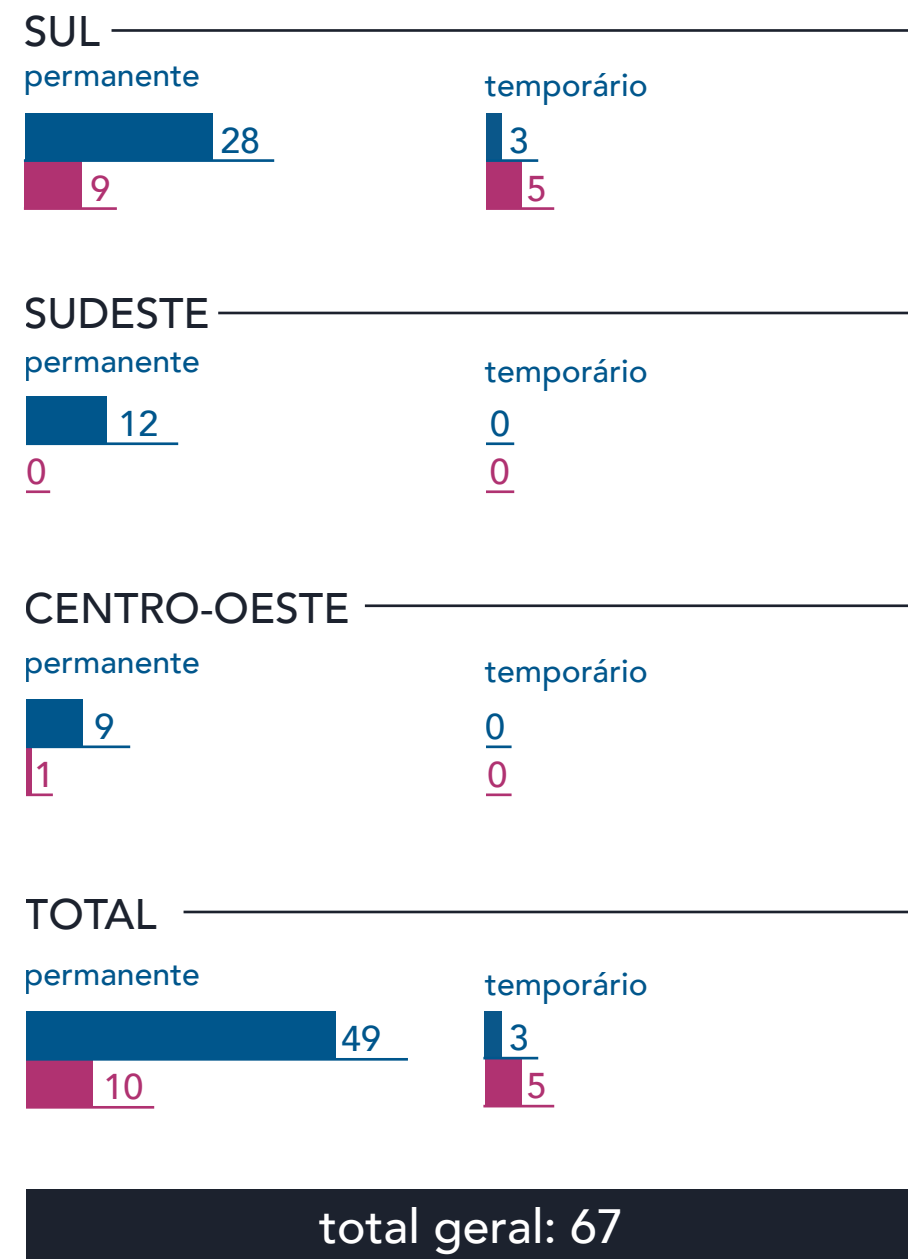 SUL
permanente
temporário
28
3
9
5
SUDESTE
permanente
temporário
12
0
0
0
CENTRO-OESTE
permanente
temporário
9
0
1
0
TOTAL
permanente
temporário
49
3
10
5
total geral: 67